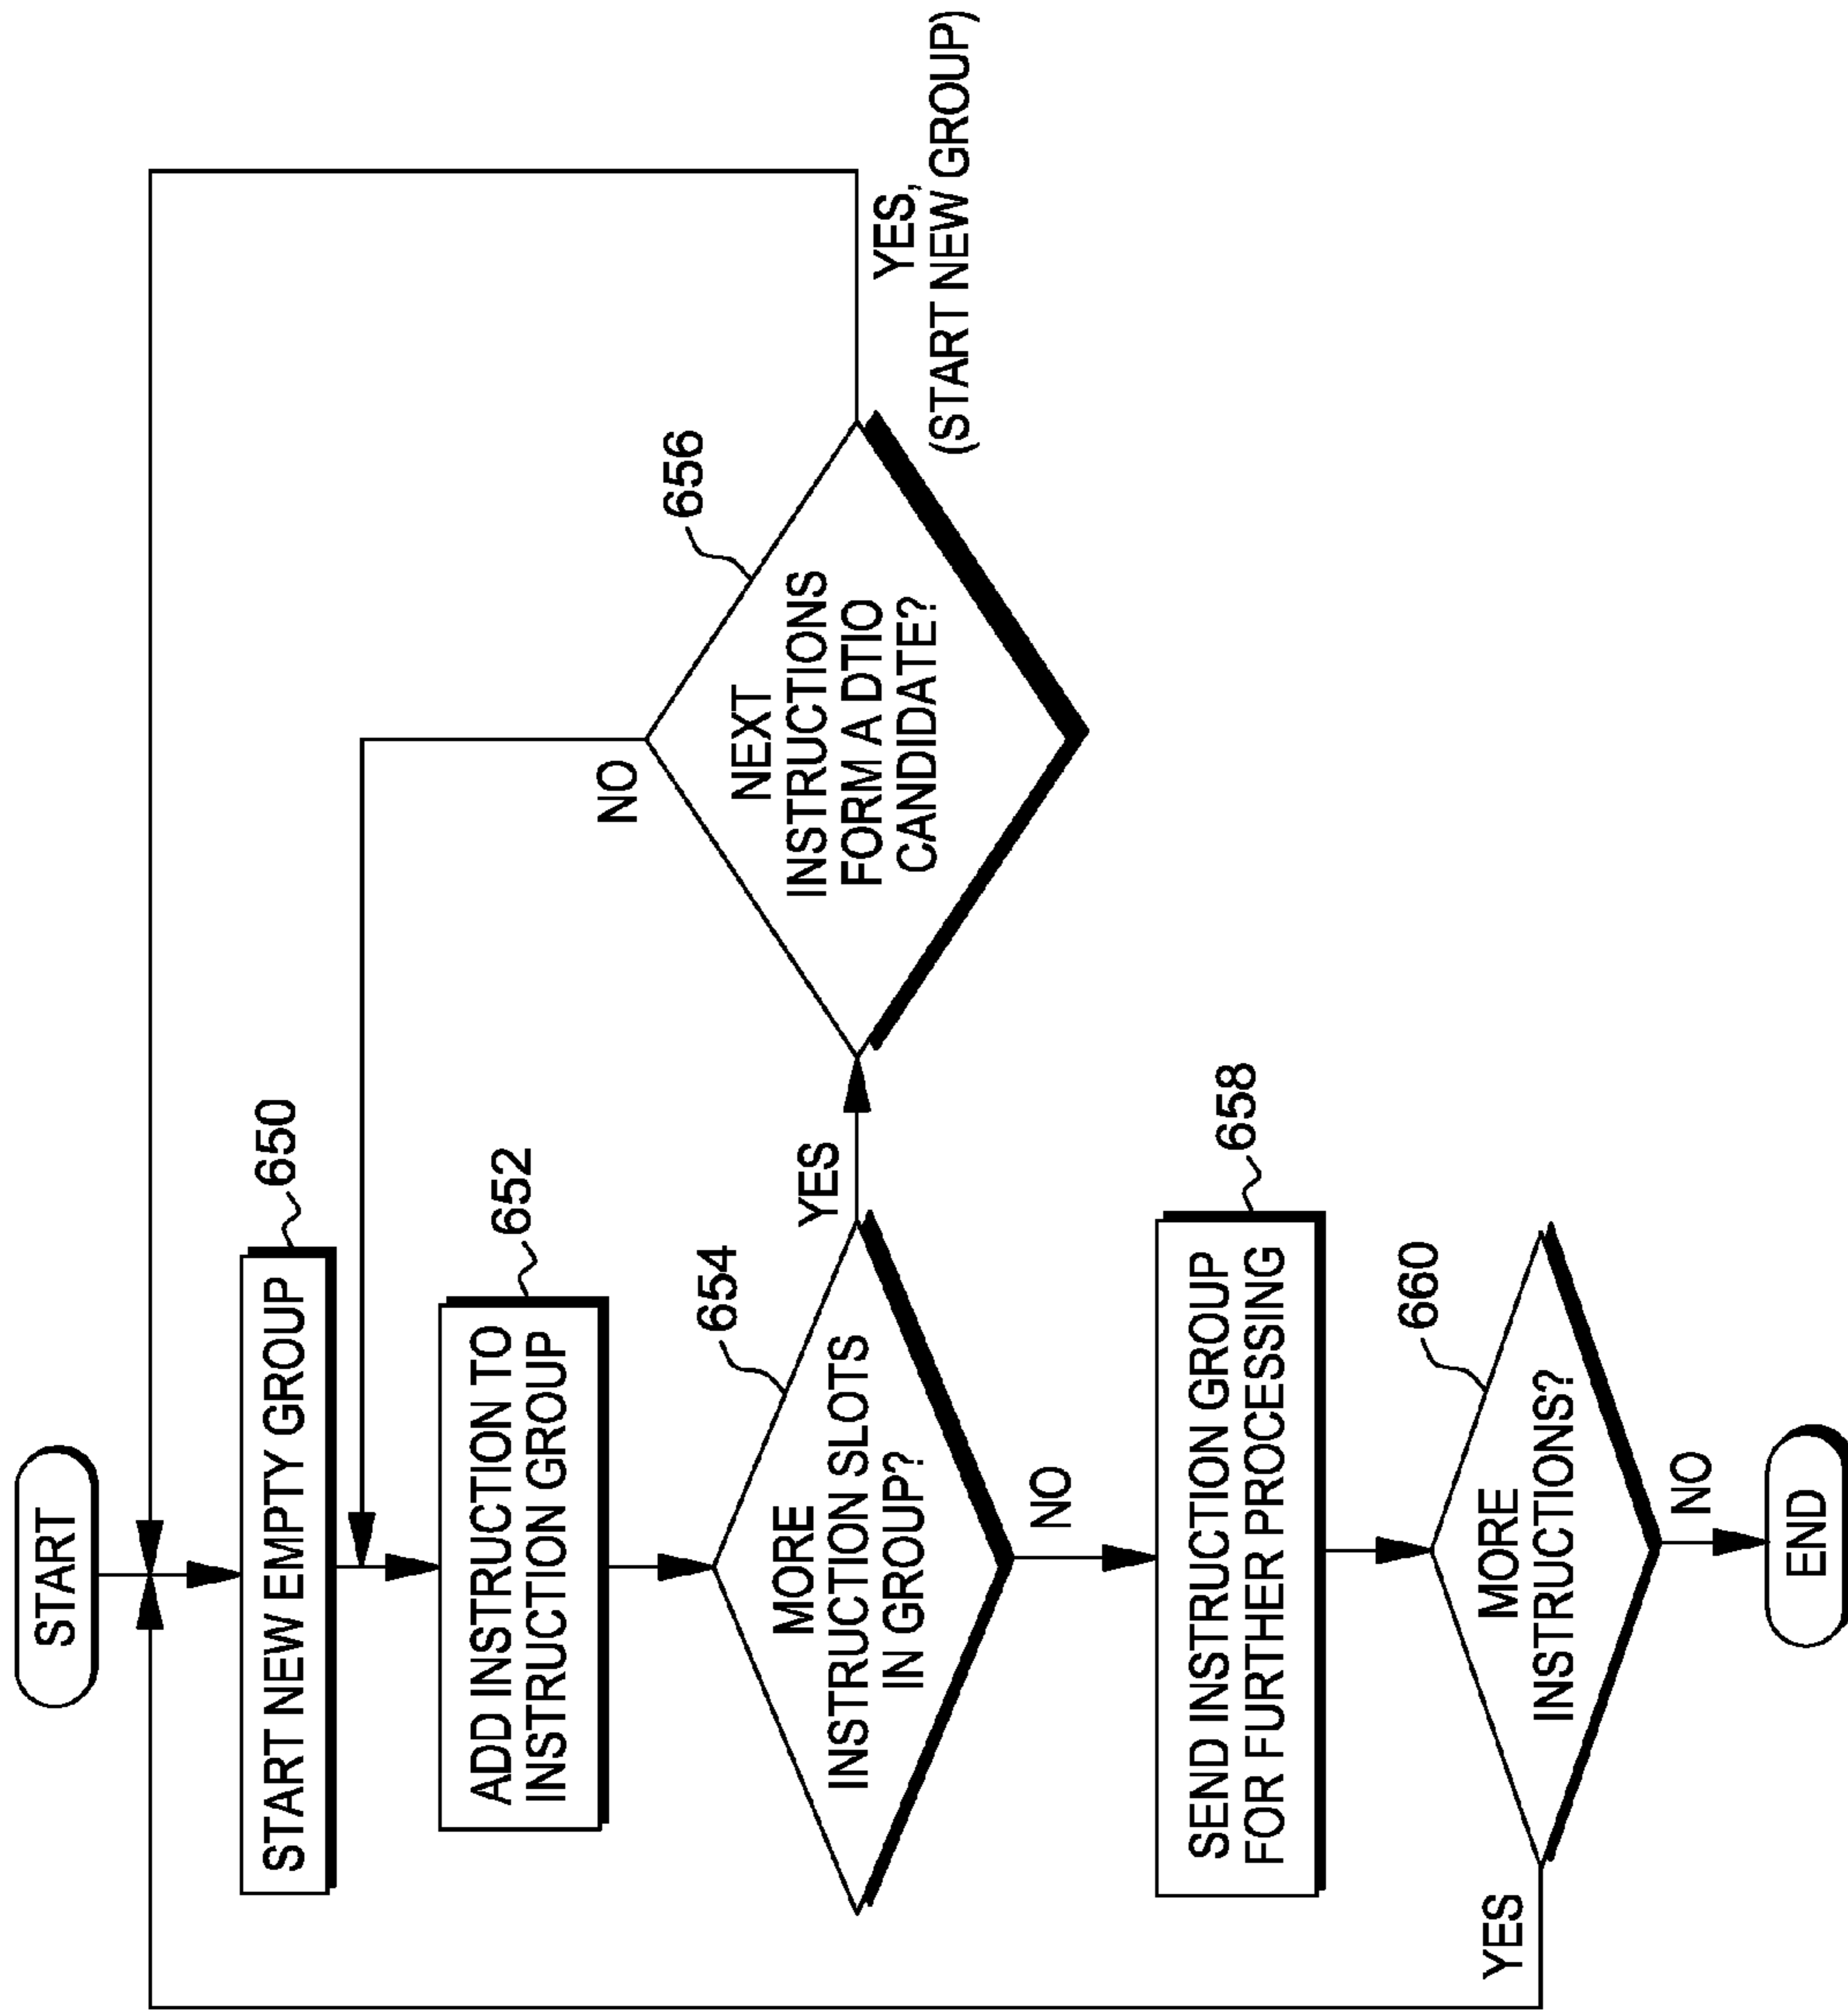 START
START NEW EMPTY GROUP
650
ADD INSTRUCTION TO
INSTRUCTION GROUP
652
MORE
INSTRUCTION SLOTS
IN GROUP?
654
YES
NEXT
INSTRUCTIONS
FORM A DTIO
CANDIDATE?
656
NO
YES,
(START NEW GROUP)
NO
SEND INSTRUCTION GROUP
FOR FURTHER PROCESSING
658
MORE
INSTRUCTIONS?
660
YES
NO
END